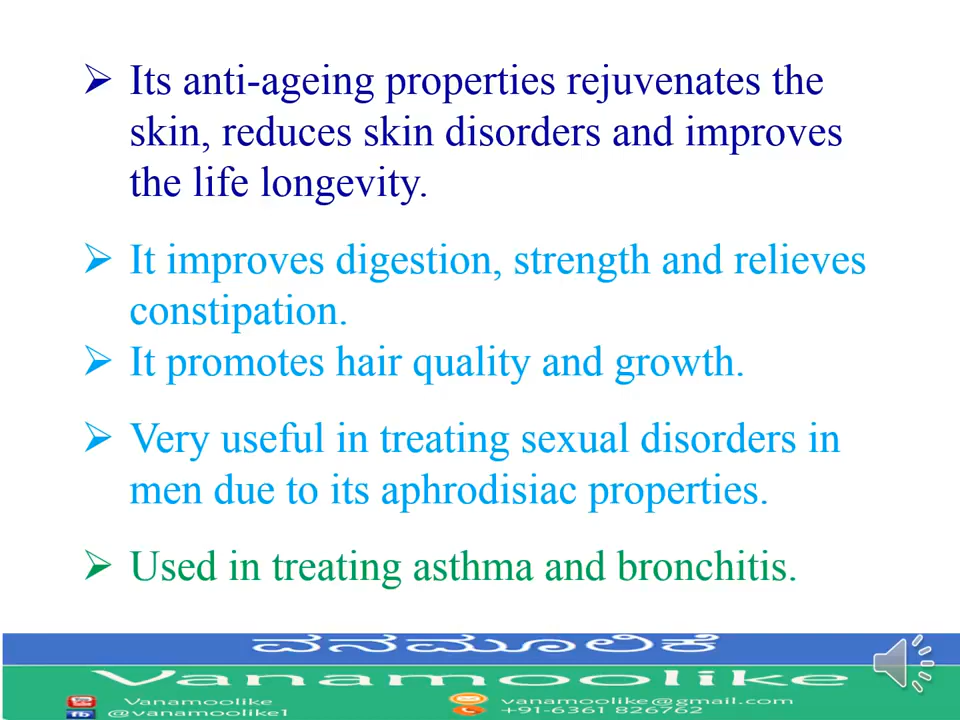 ➢ Its anti-ageing properties rejuvenates the
skin, reduces skin disorders and improves
the life longevity.
➢ It improves digestion, strength and relieves
constipation.
➢ It promotes hair quality and growth.
➢ Very useful in treating sexual disorders in
men due to its aphrodisiac properties.
➢ Used in treating asthma and bronchitis.
ವನಮೂಲಿಕೆ
Vanamoolike
Vanamoolike
vanamoolike@gmail.com
@vanamoolike1
+91-6361 826762